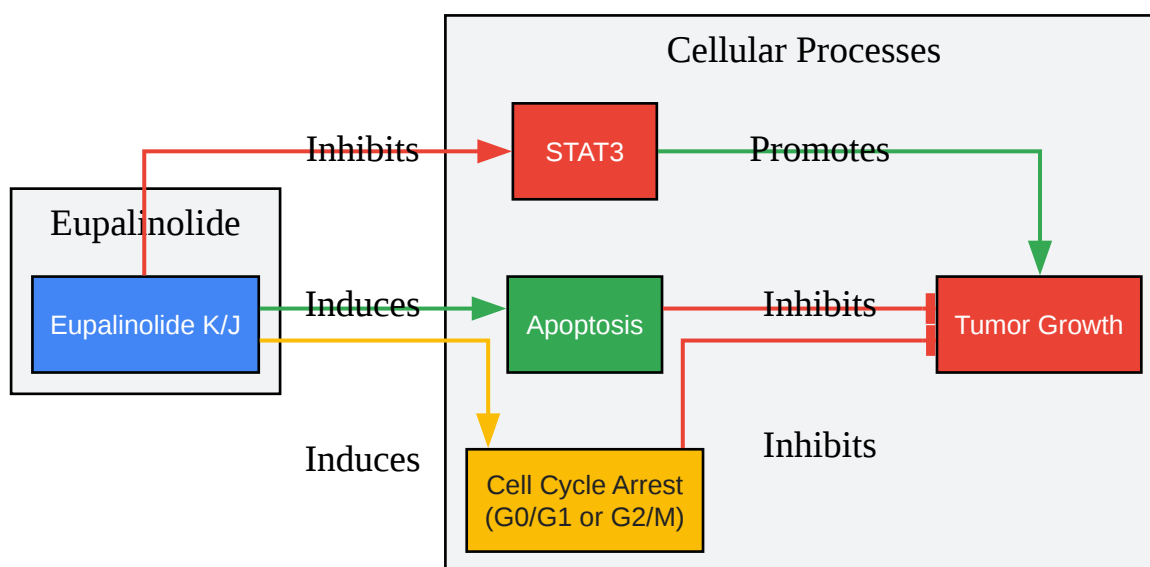 Cellular Processes
Inhibits
STAT3
Promotes
Eupalinolide
Eupalinolide K/J
Induces
Apoptosis
Inhibits
Tumor Growth
Induces
Inhibits
Cell Cycle Arrest
(G0/G1 or G2/M)